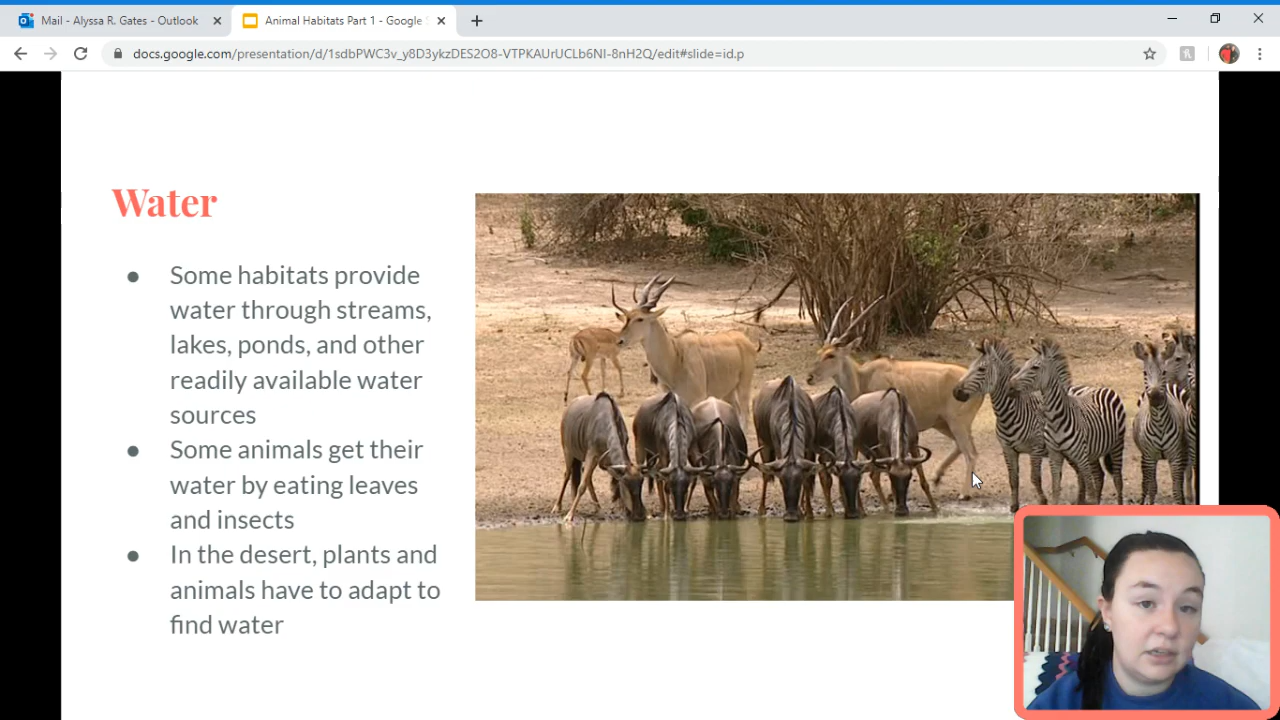 Mail - Alyssa R. Gates - Outlook
Animal Habitats Part 1 - Google S
docs.google.com/presentation/d/1sdbPWC3v_y8D3ykzDES2O8-VTPKAUrUCLb6NI-8nH2Q/edit#slide=id.p
Water
● Some habitats provide
water through streams,
lakes, ponds, and other
readily available water
sources
● Some animals get their
water by eating leaves
and insects
● In the desert, plants and
animals have to adapt to
find water